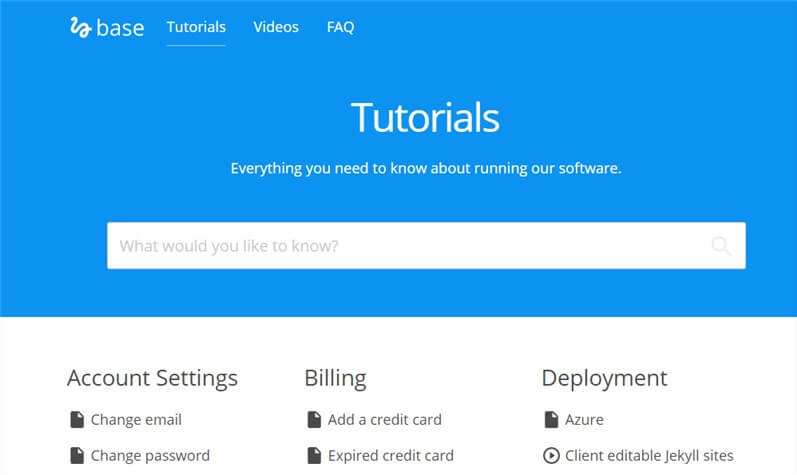 base Tutorials Videos FAQ
Tutorials
Everything you need to know about running our software.
What would you like to know?
Account Settings Billing Deployment
Change email Add a credit card Azure
Change password Expired credit card Client editable Jekyll sites